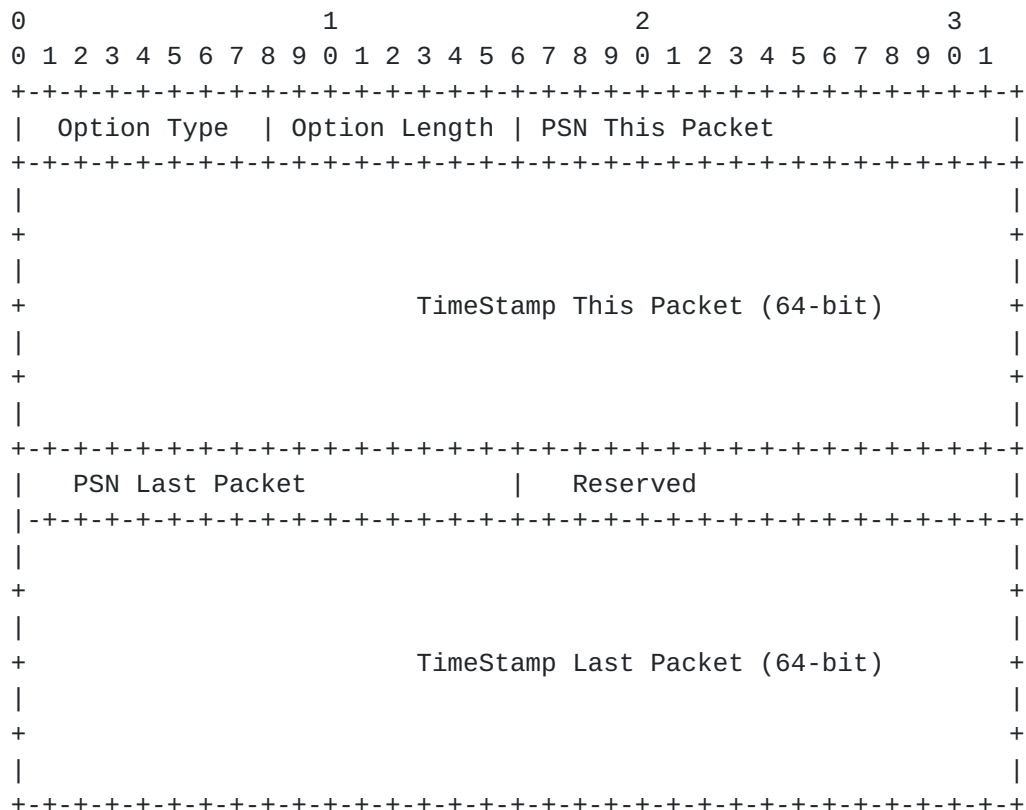 0                   1                   2                   3
0 1 2 3 4 5 6 7 8 9 0 1 2 3 4 5 6 7 8 9 0 1 2 3 4 5 6 7 8 9 0 1
+-+-+-+-+-+-+-+-+-+-+-+-+-+-+-+-+-+-+-+-+-+-+-+-+-+-+-+-+-+-+-+-+
|  Option Type  | Option Length | PSN This Packet               |
+-+-+-+-+-+-+-+-+-+-+-+-+-+-+-+-+-+-+-+-+-+-+-+-+-+-+-+-+-+-+-+-+
|                                                               |
+                                                               +
|                                                               |
+                         TimeStamp This Packet (64-bit)        +
|                                                               |
+                                                               +
|                                                               |
+-+-+-+-+-+-+-+-+-+-+-+-+-+-+-+-+-+-+-+-+-+-+-+-+-+-+-+-+-+-+-+-+
|   PSN Last Packet             |   Reserved                    |
|-+-+-+-+-+-+-+-+-+-+-+-+-+-+-+-+-+-+-+-+-+-+-+-+-+-+-+-+-+-+-+-+
|                                                               |
+                                                               +
|                                                               |
+                         TimeStamp Last Packet (64-bit)        +
|                                                               |
+                                                               +
|                                                               |
+-+-+-+-+-+-+-+-+-+-+-+-+-+-+-+-+-+-+-+-+-+-+-+-+-+-+-+-+-+-+-+-+